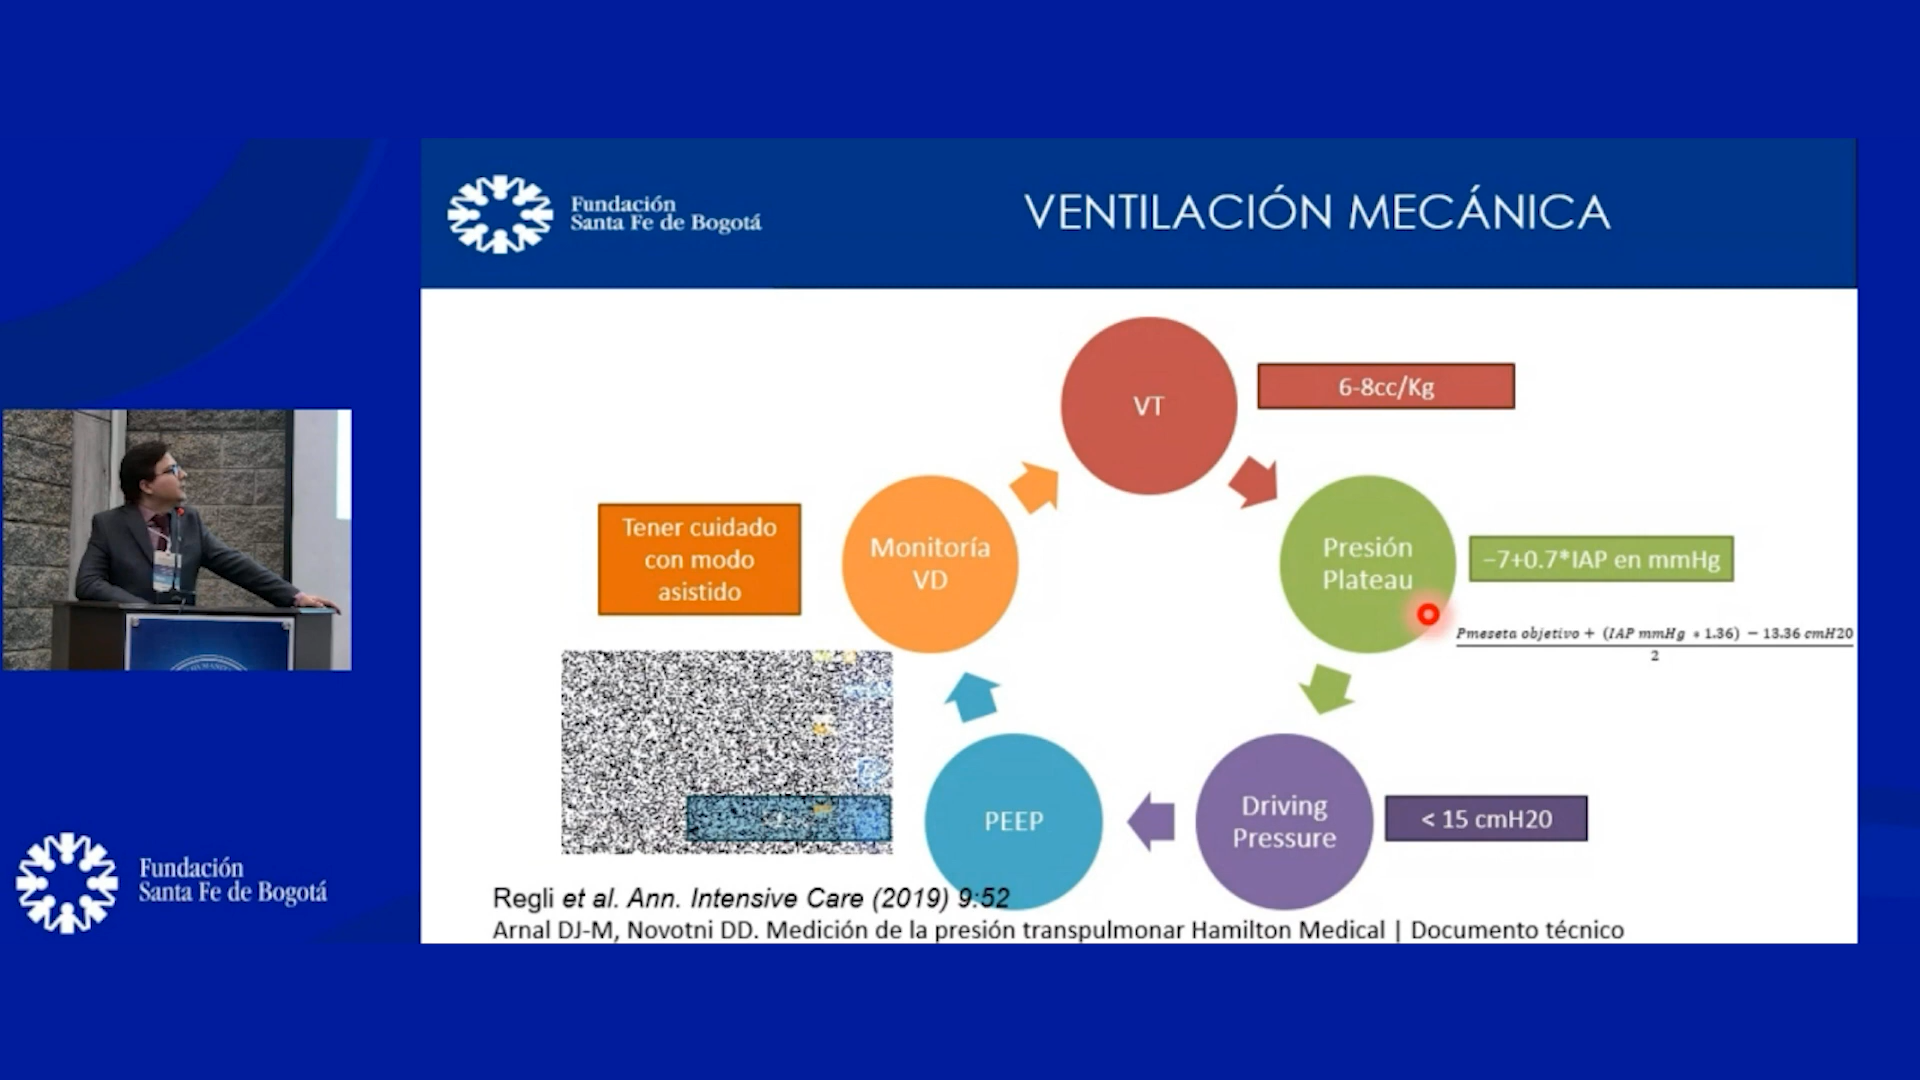 Fundación
Santa Fe de Bogotá
VENTILACIÓN MECÁNICA
VT
6-8cc/Kg
Presión
Plateau
−7+0.7*IAP en mmHg
Pmeseta objetivo + (IAP mmHg * 1.36) − 13.36 cmH20
2
Driving
Pressure
< 15 cmH20
PEEP
Monitoría
VD
Tener cuidado
con modo
asistido
Regli et al. Ann. Intensive Care (2019) 9:52
Arnal DJ-M, Novotni DD. Medición de la presión transpulmonar Hamilton Medical | Documento técnico
Fundación
Santa Fe de Bogotá